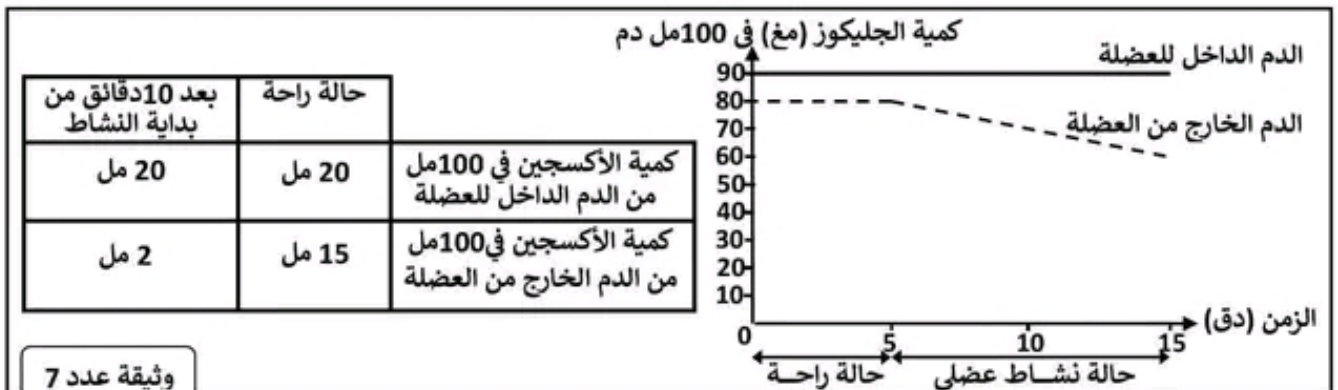 كمية الجليكوز (مغ) في 100مل دم
الدم الداخل للعضلة
الدم الخارج من العضلة
90
80
70
60
50
40
30
20
10
0
5
10
15
الزمن (دق)
حالة راحــة
حالة نشــاط عضلي
حالة راحة
بعد 10دقائق من
بداية النشاط
كمية الأكسجين في 100مل
من الدم الداخل للعضلة
20 مل
20 مل
كمية الأكسجين في100مل
من الدم الخارج من العضلة
15 مل
2 مل
وثيقة عدد 7